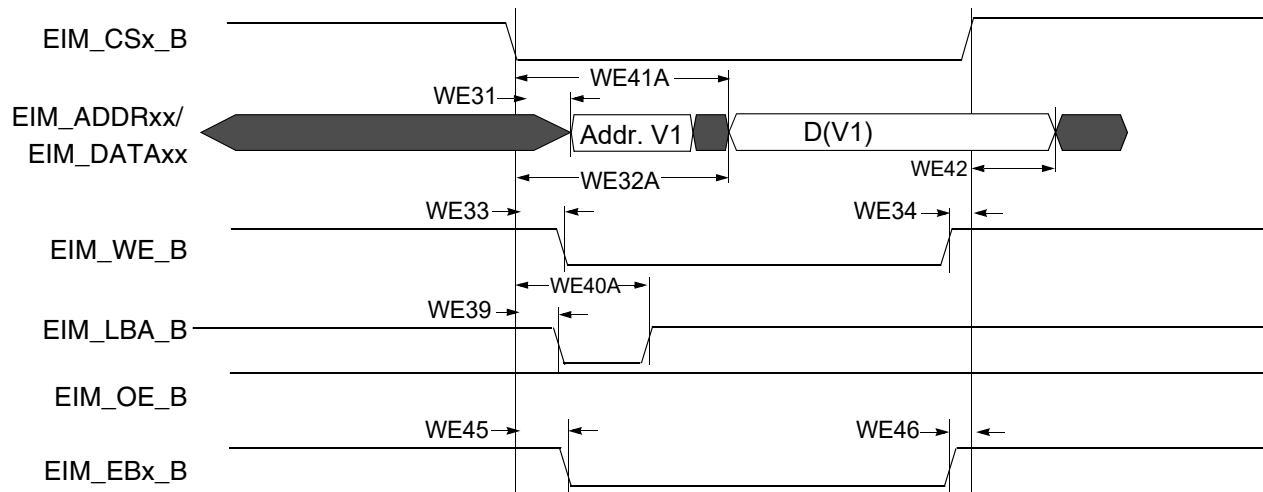 EIM_CSx_B
WE41A
WE31
EIM_ADDRxx/
EIM_DATAxx
Addr. V1
D(V1)
WE42
WE32A
WE33
WE34
EIM_WE_B
WE40A
WE39
EIM_LBA_B
EIM_OE_B
WE45
WE46
EIM_EBx_B